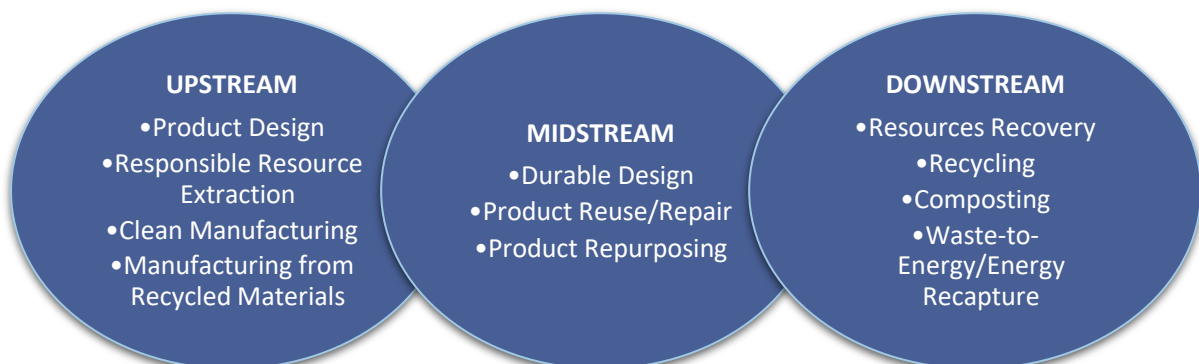 UPSTREAM
•Product Design
•Responsible Resource
Extraction
•Clean Manufacturing
•Manufacturing from
Recycled Materials
MIDSTREAM
•Durable Design
•Product Reuse/Repair
•Product Repurposing
DOWNSTREAM
•Resources Recovery
•Recycling
•Composting
•Waste-to-
Energy/Energy
Recapture